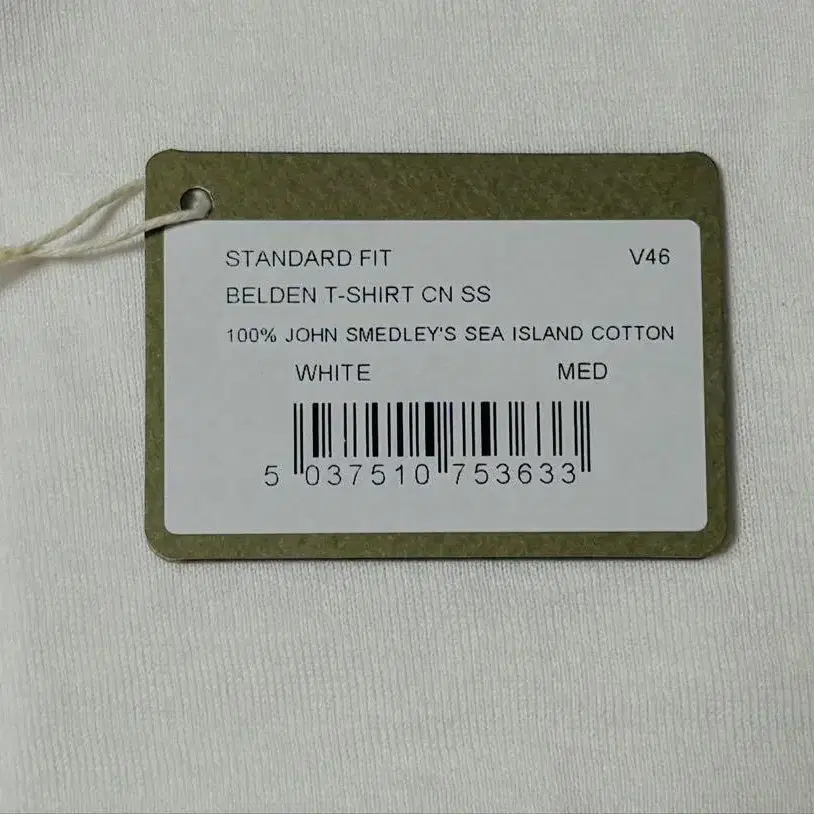 STANDARD FIT V46
BELDEN T-SHIRT CN SS
100% JOHN SMEDLEY'S SEA ISLAND COTTON
WHITE MED
5 037510 753633